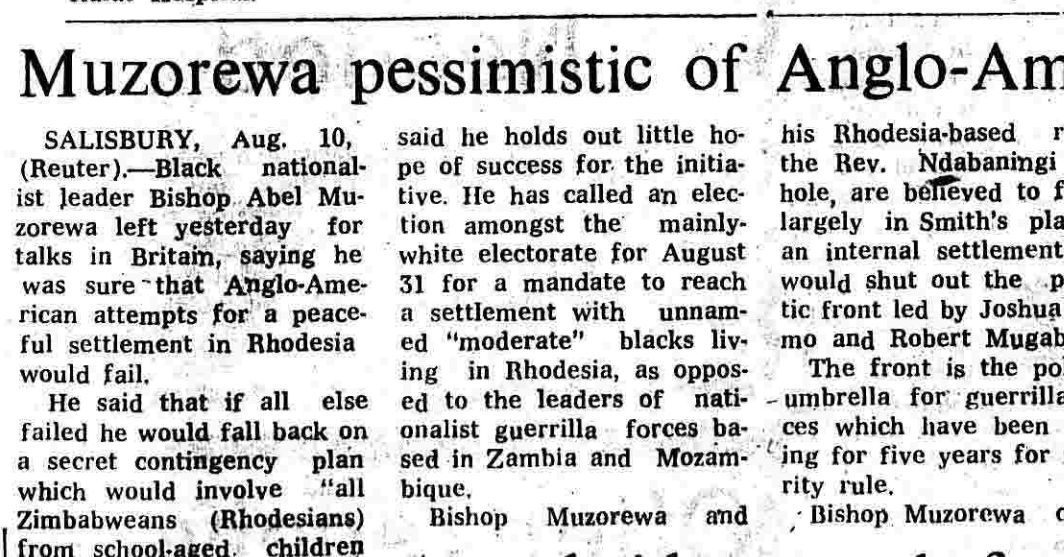 Muzorewa pessimistic of Anglo-Am
SALISBURY, Aug. 10,
(Reuter).—Black national-
ist leader Bishop Abel Mu-
zorewa left yesterday for
talks in Britain, saying he
was sure that Anglo-Ame-
rican attempts for a peace-
ful settlement in Rhodesia
would fail.
He said that if all else
failed he would fall back on
a secret contingency plan
which would involve "all
Zimbabweans (Rhodesians)
from school-aged children
said he holds out little ho-
pe of success for the initia-
tive. He has called an elec-
tion amongst the mainly-
white electorate for August
31 for a mandate to reach
a settlement with unnam-
ed "moderate" blacks liv-
ing in Rhodesia, as oppos-
ed to the leaders of nati-
onalist guerrilla forces ba-
sed in Zambia and Mozam-
bique.
Bishop Muzorewa and
his Rhodesia-based r
the Rev. Ndabaningi
hole, are believed to
largely in Smith's pla
an internal settlement
would shut out the p
tic front led by Joshua
mo and Robert Mugab
The front is the po
umbrella for guerrilla
ces which have been
ing for five years for
rity rule.
Bishop Muzorewa